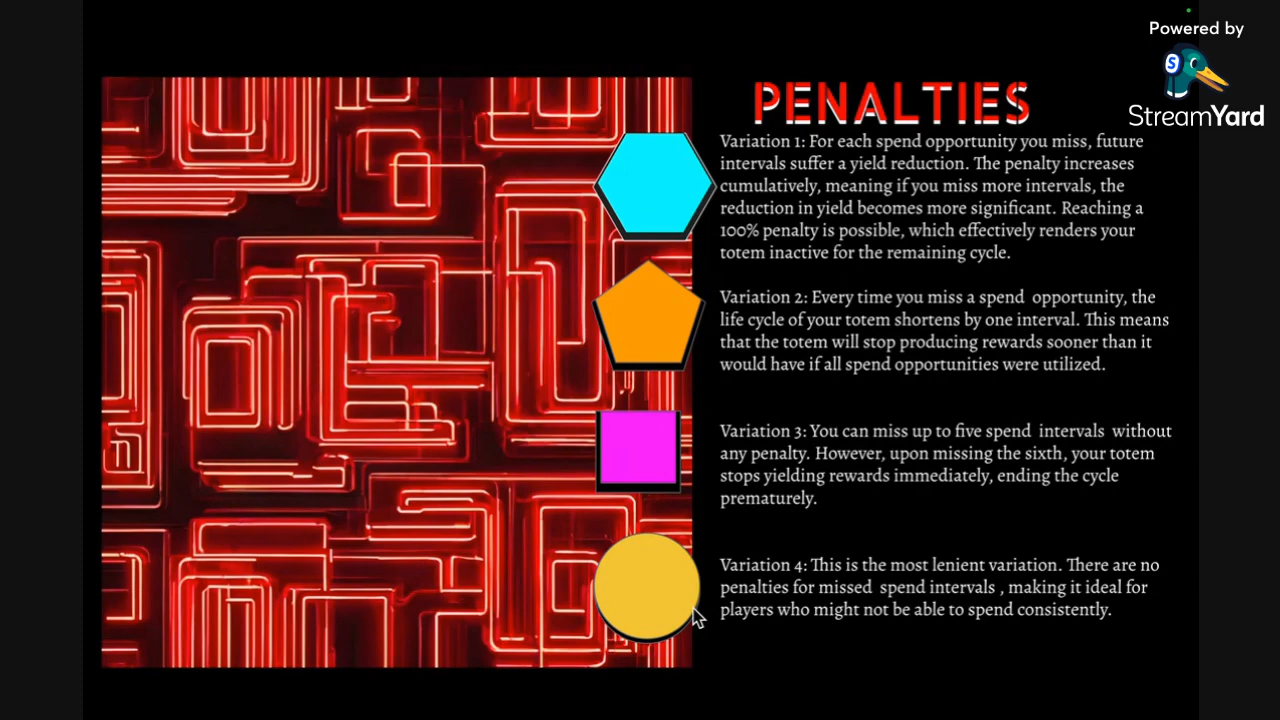 Powered by
S
StreamYard
PENALTIES
Variation 1: For each spend opportunity you miss, future
intervals suffer a yield reduction. The penalty increases
cumulatively, meaning if you miss more intervals, the
reduction in yield becomes more significant. Reaching a
100% penalty is possible, which effectively renders your
totem inactive for the remaining cycle.
Variation 2: Every time you miss a spend opportunity, the
life cycle of your totem shortens by one interval. This means
that the totem will stop producing rewards sooner than it
would have if all spend opportunities were utilized.
Variation 3: You can miss up to five spend intervals without
any penalty. However, upon missing the sixth, your totem
stops yielding rewards immediately, ending the cycle
prematurely.
Variation 4: This is the most lenient variation. There are no
penalties for missed spend intervals , making it ideal for
players who might not be able to spend consistently.